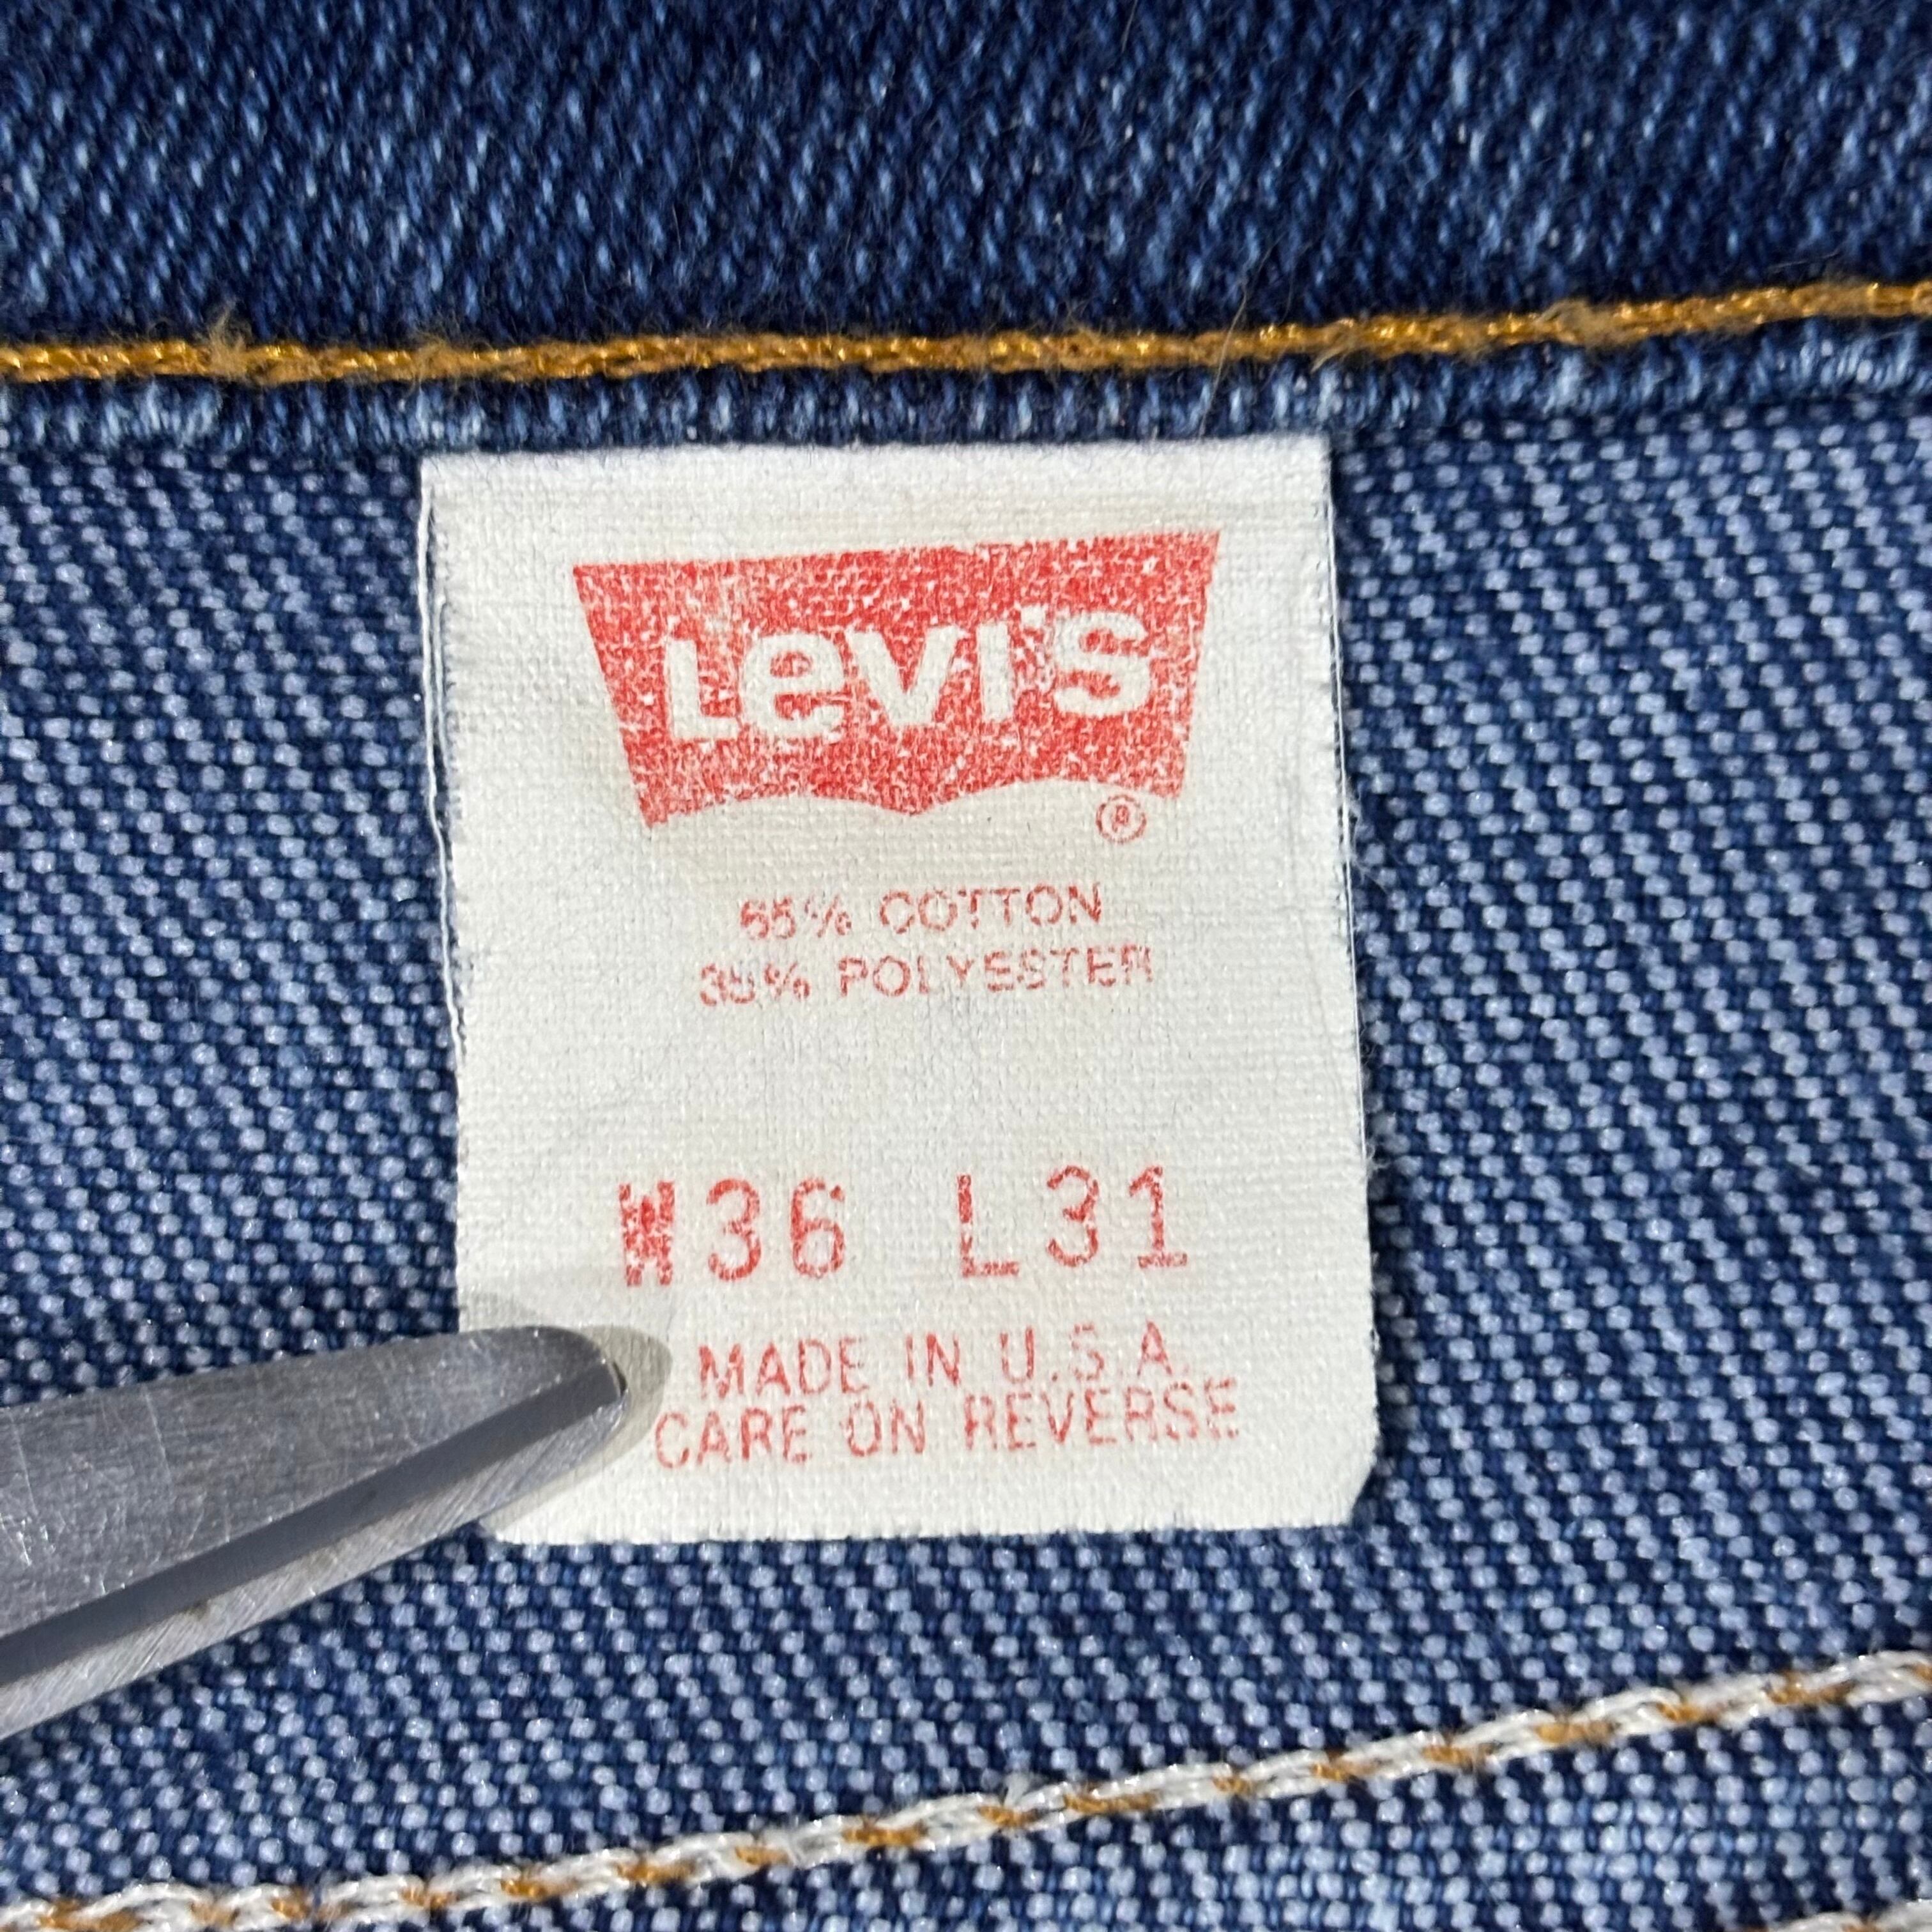 Levi's
®
65% COTTON
35% POLYESTER
W36 L31
MADE IN U.S.A.
CARE ON REVERSE